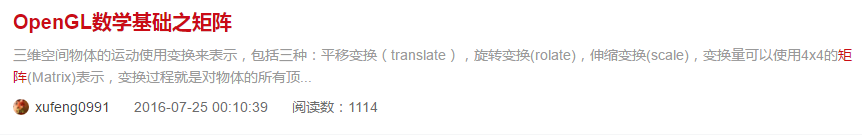 OpenGL数学基础之矩阵
三维空间物体的运动使用变换来表示，包括三种：平移变换（translate），旋转变换(rolate)，伸缩变换(scale)，变换量可以使用4x4的矩
阵(Matrix)表示，变换过程就是对物体的所有顶...
xufeng0991 2016-07-25 00:10:39 阅读数：1114